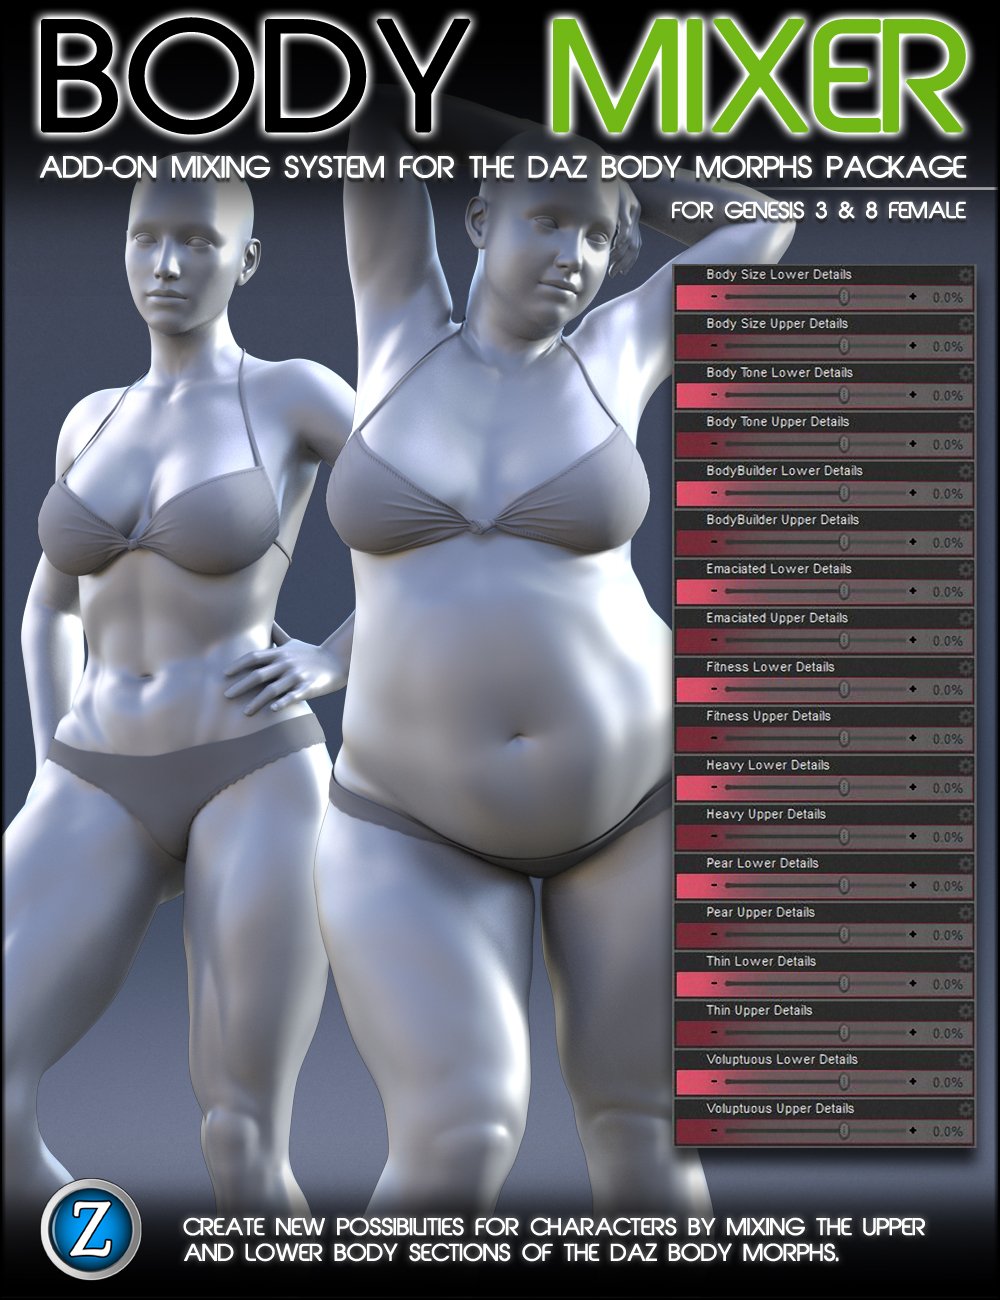 BODY MIXER
ADD-ON MIXING SYSTEM FOR THE DAZ BODY MORPHS PACKAGE
FOR GENESIS 3 & 8 FEMALE
Body Size Lower Details
- + 0.0%
Body Size Upper Details
- + 0.0%
Body Tone Lower Details
- + 0.0%
Body Tone Upper Details
- + 0.0%
BodyBuilder Lower Details
- + 0.0%
BodyBuilder Upper Details
- + 0.0%
Emaciated Lower Details
- + 0.0%
Emaciated Upper Details
- + 0.0%
Fitness Lower Details
- + 0.0%
Fitness Upper Details
- + 0.0%
Heavy Lower Details
- + 0.0%
Heavy Upper Details
- + 0.0%
Pear Lower Details
- + 0.0%
Pear Upper Details
- + 0.0%
Thin Lower Details
- + 0.0%
Thin Upper Details
- + 0.0%
Voluptuous Lower Details
- + 0.0%
Voluptuous Upper Details
- + 0.0%
Z
CREATE NEW POSSIBILITIES FOR CHARACTERS BY MIXING THE UPPER
AND LOWER BODY SECTIONS OF THE DAZ BODY MORPHS.